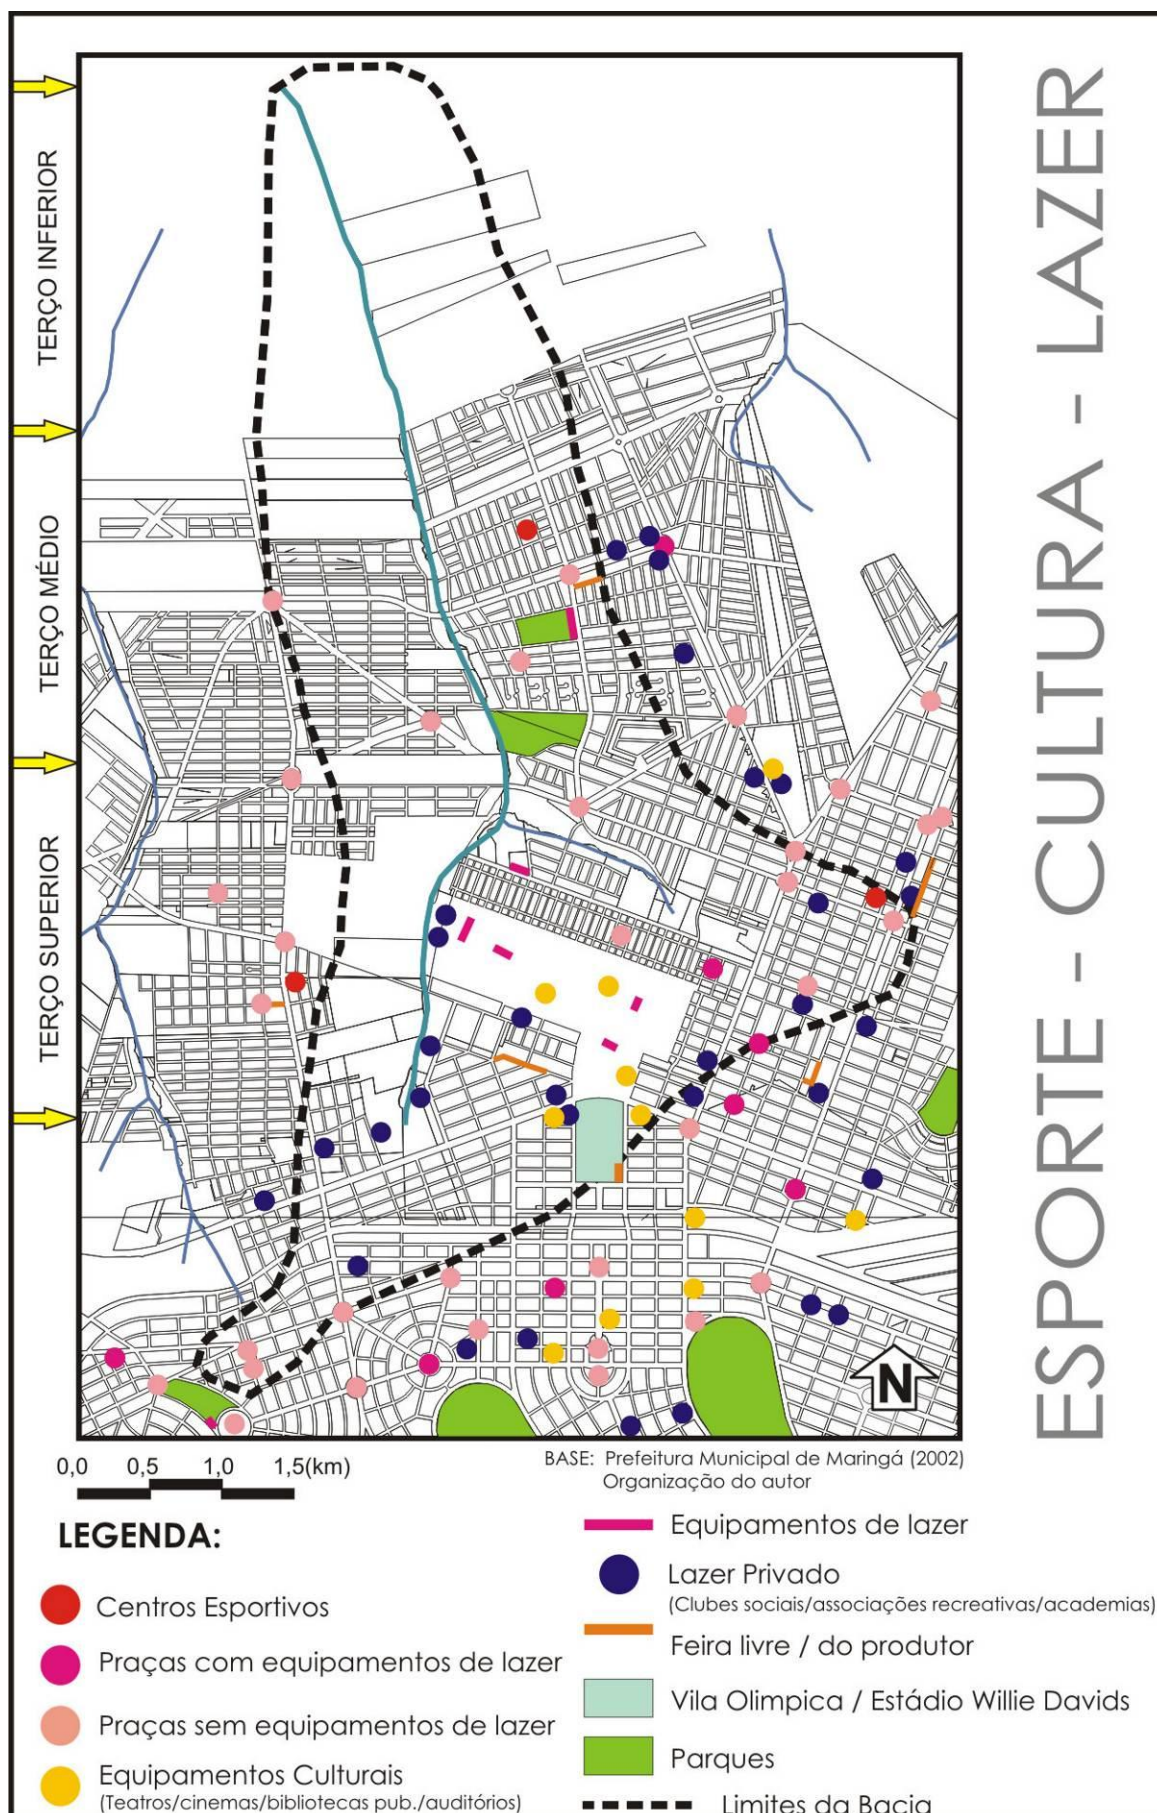 ESPORTE - CULTURA - LAZER
TERÇO INFERIOR
TERÇO MÉDIO
TERÇO SUPERIOR
N
0,0 0,5 1,0 1,5(km)
BASE: Prefeitura Municipal de Maringá (2002)
Organização do autor
LEGENDA:
Centros Esportivos
Praças com equipamentos de lazer
Praças sem equipamentos de lazer
Equipamentos Culturais
(Teatros/cinemas/bibliotecas pub./auditórios)
Equipamentos de lazer
Lazer Privado
(Clubes sociais/associações recreativas/academias)
Feira livre / do produtor
Vila Olimpica / Estádio Willie Davids
Parques
Limites da Bacia